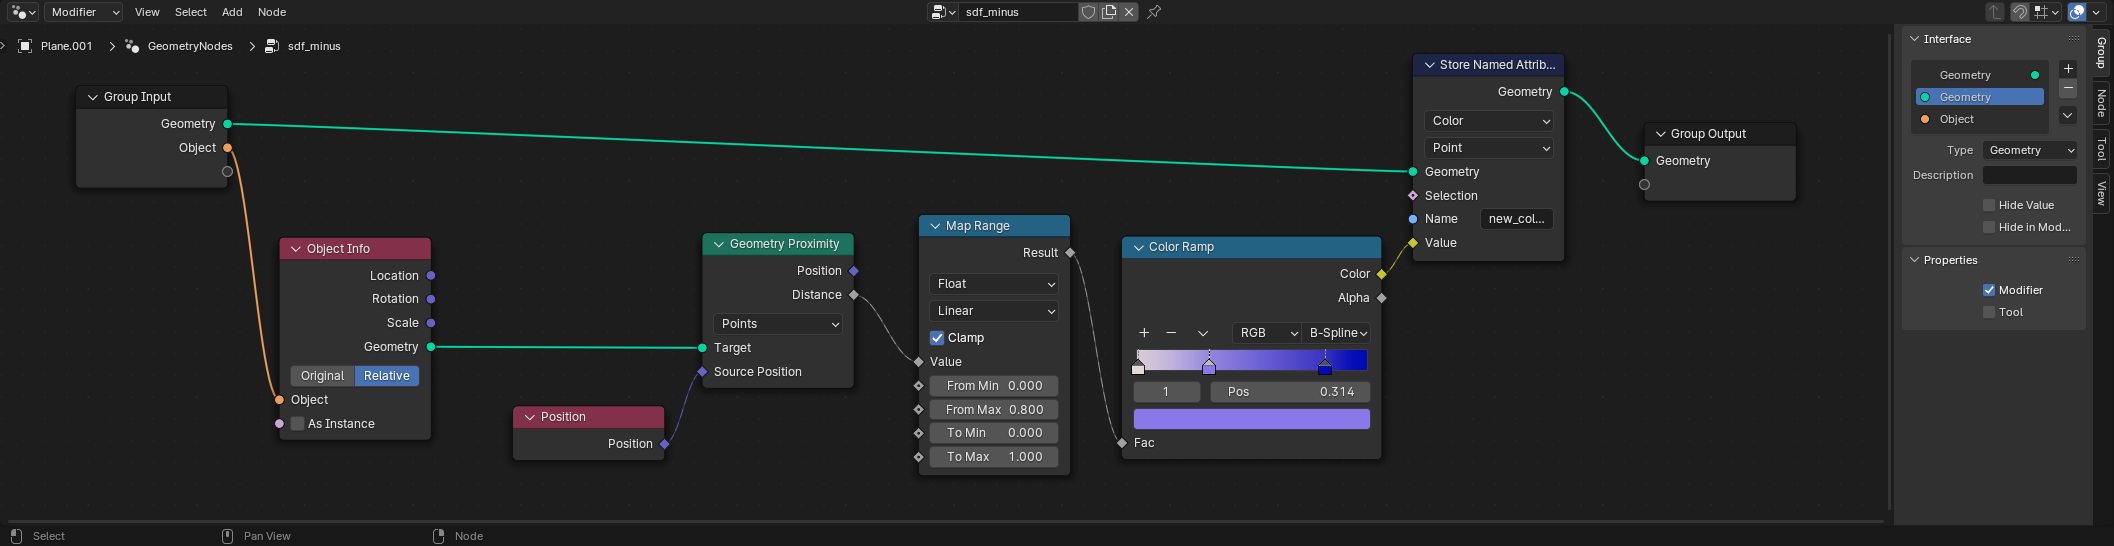 Modifier View Select Add Node sdf_minus
Plane.001 GeometryNodes sdf_minus
Group Input
Geometry
Object
Object Info
Location
Rotation
Scale
Geometry
Original Relative
Object
As Instance
Position
Position
Geometry Proximity
Position
Distance
Points
Target
Source Position
Map Range
Result
Float
Linear
Clamp
Value
From Min 0.000
From Max 0.800
To Min 0.000
To Max 1.000
Color Ramp
Color
Alpha
RGB B-Spline
1 Pos 0.314
Fac
Store Named Attrib...
Geometry
Color
Point
Geometry
Selection
Name new_col...
Value
Group Output
Geometry
Interface
Geometry
Geometry
Object
Type Geometry
Description
Hide Value
Hide in Mod...
Properties
Modifier
Tool
Group
Node
Tool
View
Select Pan View Node